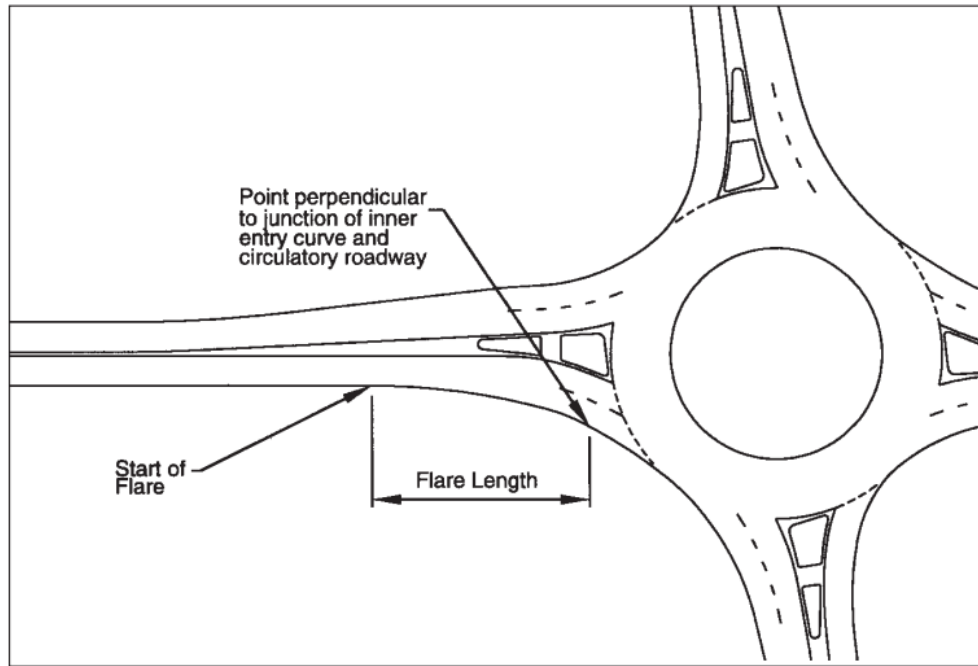 Point perpendicular
to junction of inner
entry curve and
circulatory roadway
Start of
Flare
Flare Length